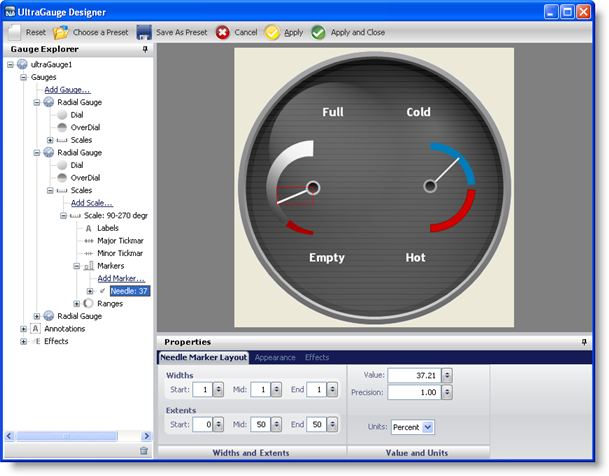 UltraGauge Designer
Reset Choose a Preset Save As Preset Cancel Apply Apply and Close
Gauge Explorer
ultraGauge1
Gauges
Add Gauge...
Radial Gauge
Dial
OverDial
Scales
Radial Gauge
Dial
OverDial
Scales
Add Scale...
Scale: 90-270 degr
A Labels
Major Tickmar
Minor Tickmar
Markers
Add Marker...
Needle: 37
Ranges
Radial Gauge
A Annotations
E Effects
Full Cold
Empty Hot
Properties
Needle Marker Layout Appearance Effects
Widths
Start: 1 Mid: 1 End 1
Extents
Start: 0 Mid: 50 End 50
Widths and Extents
Value: 37.21
Precision: 1.00
Units: Percent
Value and Units